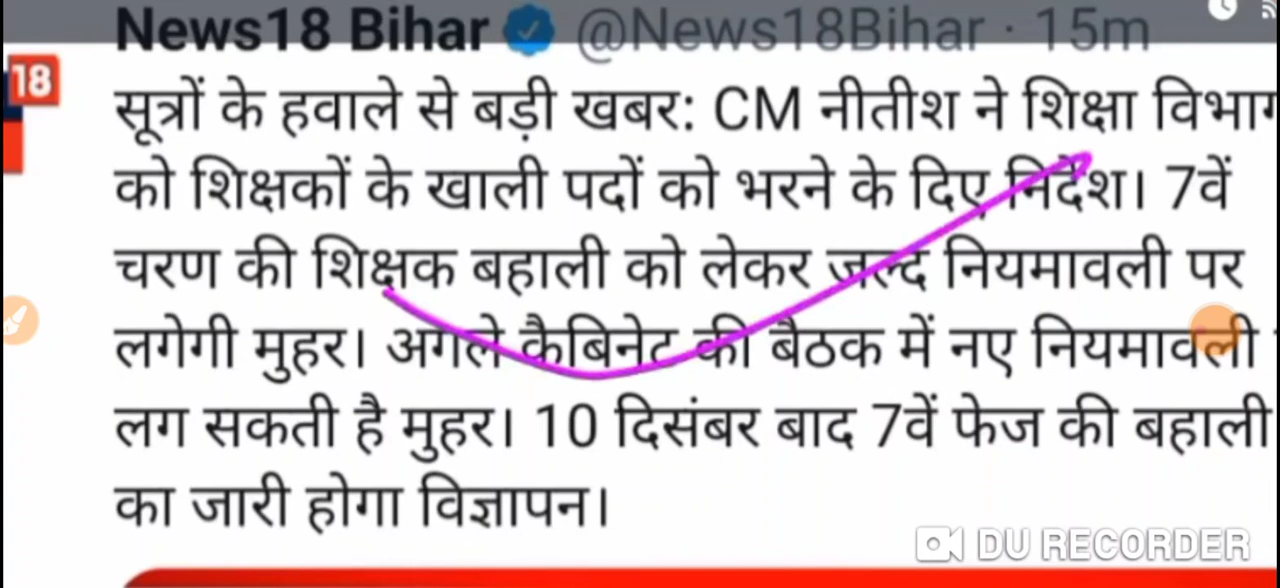 News18 Bihar @News18Bihar · 15m
18
सूत्रों के हवाले से बड़ी खबर: CM नीतीश ने शिक्षा विभाग
को शिक्षकों के खाली पदों को भरने के दिए निर्देश। 7वें
चरण की शिक्षक बहाली को लेकर जल्द नियमावली पर
लगेगी मुहर। अगले कैबिनेट की बैठक में नए नियमावली
लग सकती है मुहर। 10 दिसंबर बाद 7वें फेज की बहाली
का जारी होगा विज्ञापन।
DU RECORDER